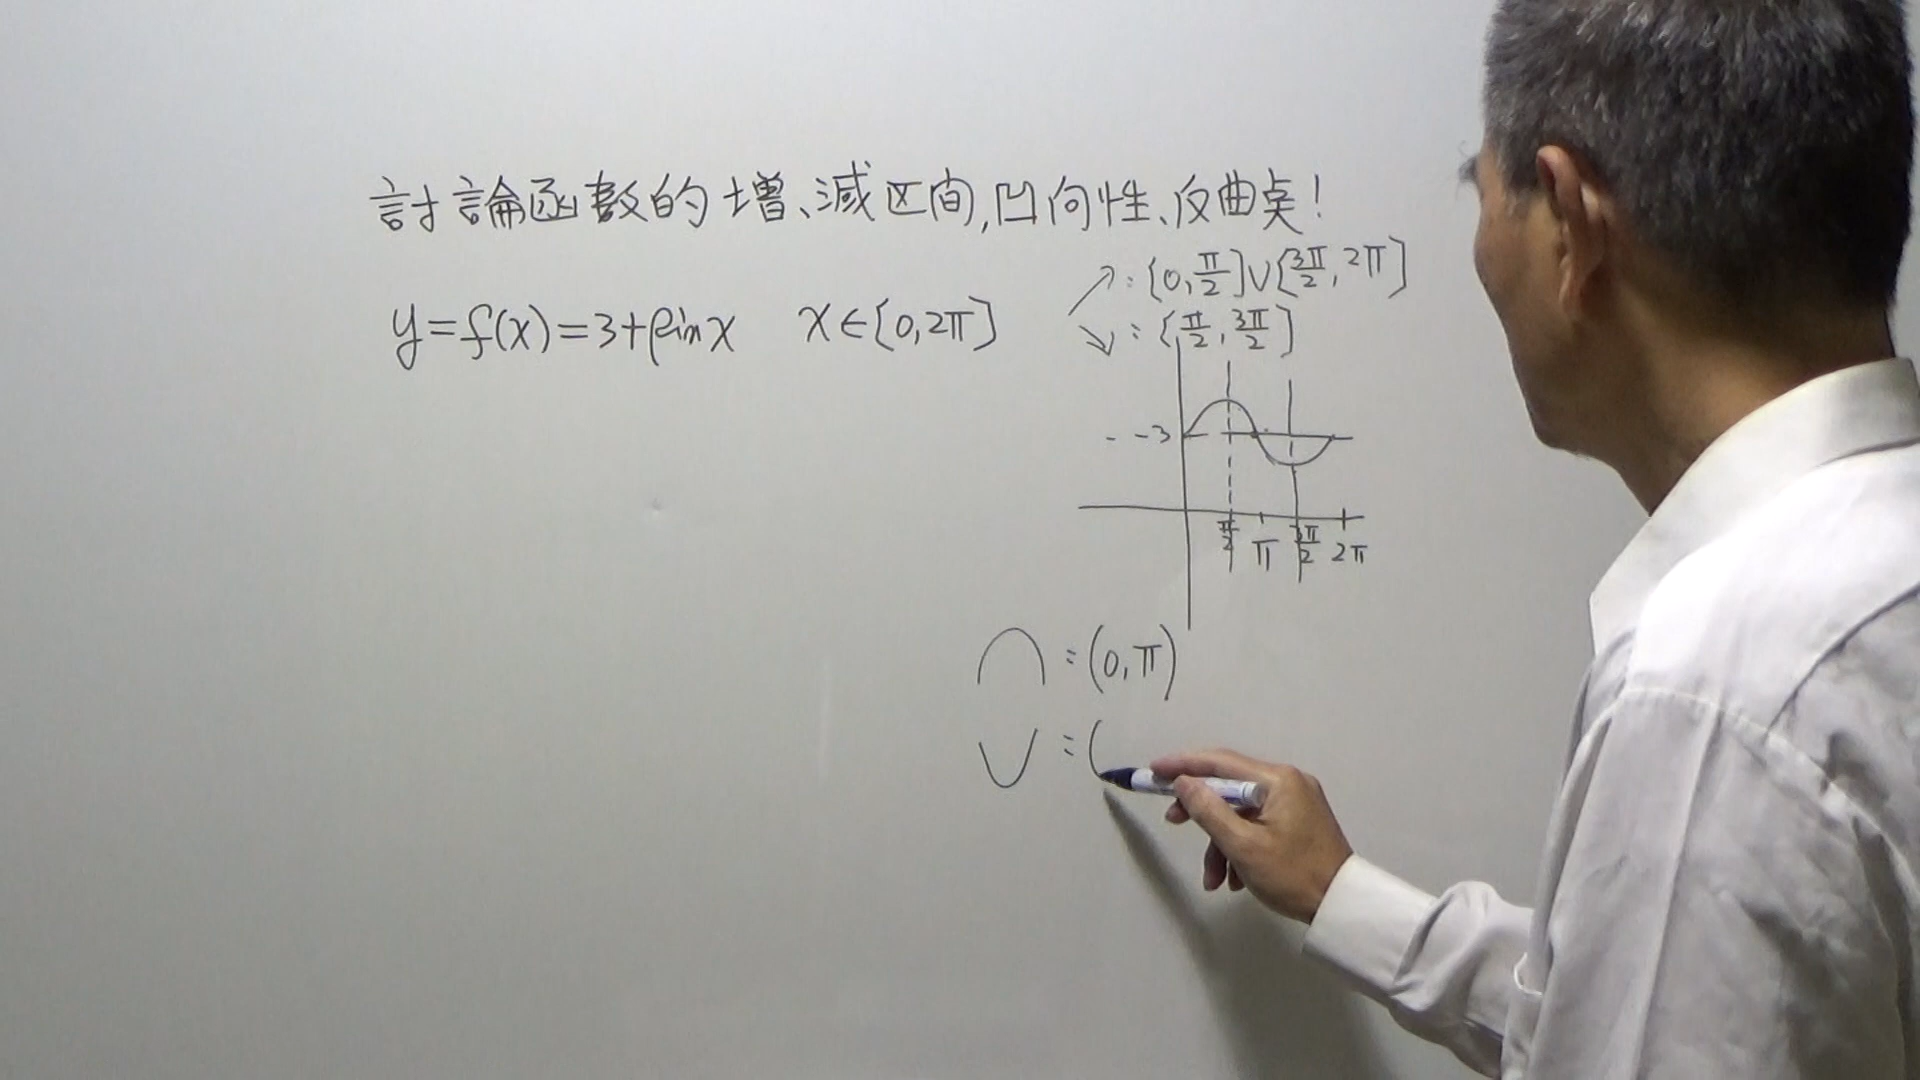 討論函數的增、減区间,凹向性、反曲点!
y=f(x)=3+sinx x∈[0,2π]
↗:[0,π/2]∪[3π/2,2π]
↘:[π/2,3π/2]
3
π/2 π 3π/2 2π
∩:(0,π)
∪:(